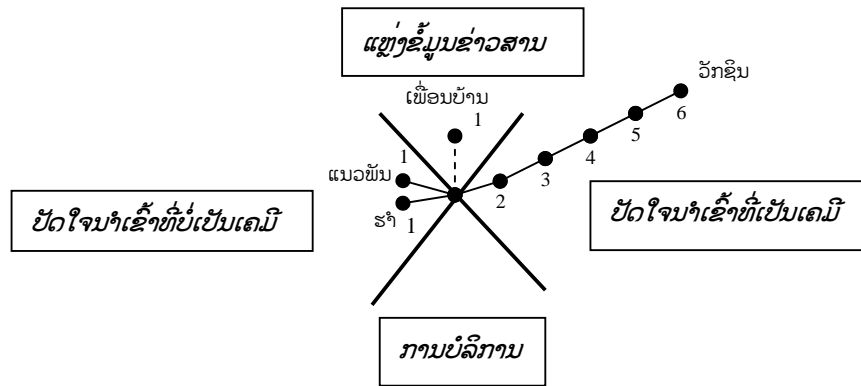 ແຫຼ່ງຂໍ້ມູນຂ່າວສານ
ວັກຊິນ
ເພື່ອນບ້ານ
1
6
5
1
4
ແນວພັນ
3
2
ປັດໃຈນຳເຂົ້າທີ່ບໍ່ເປັນເຄມີ
ຮຳ
1
ປັດໃຈນຳເຂົ້າທີ່ເປັນເຄມີ
ການບໍລິການ